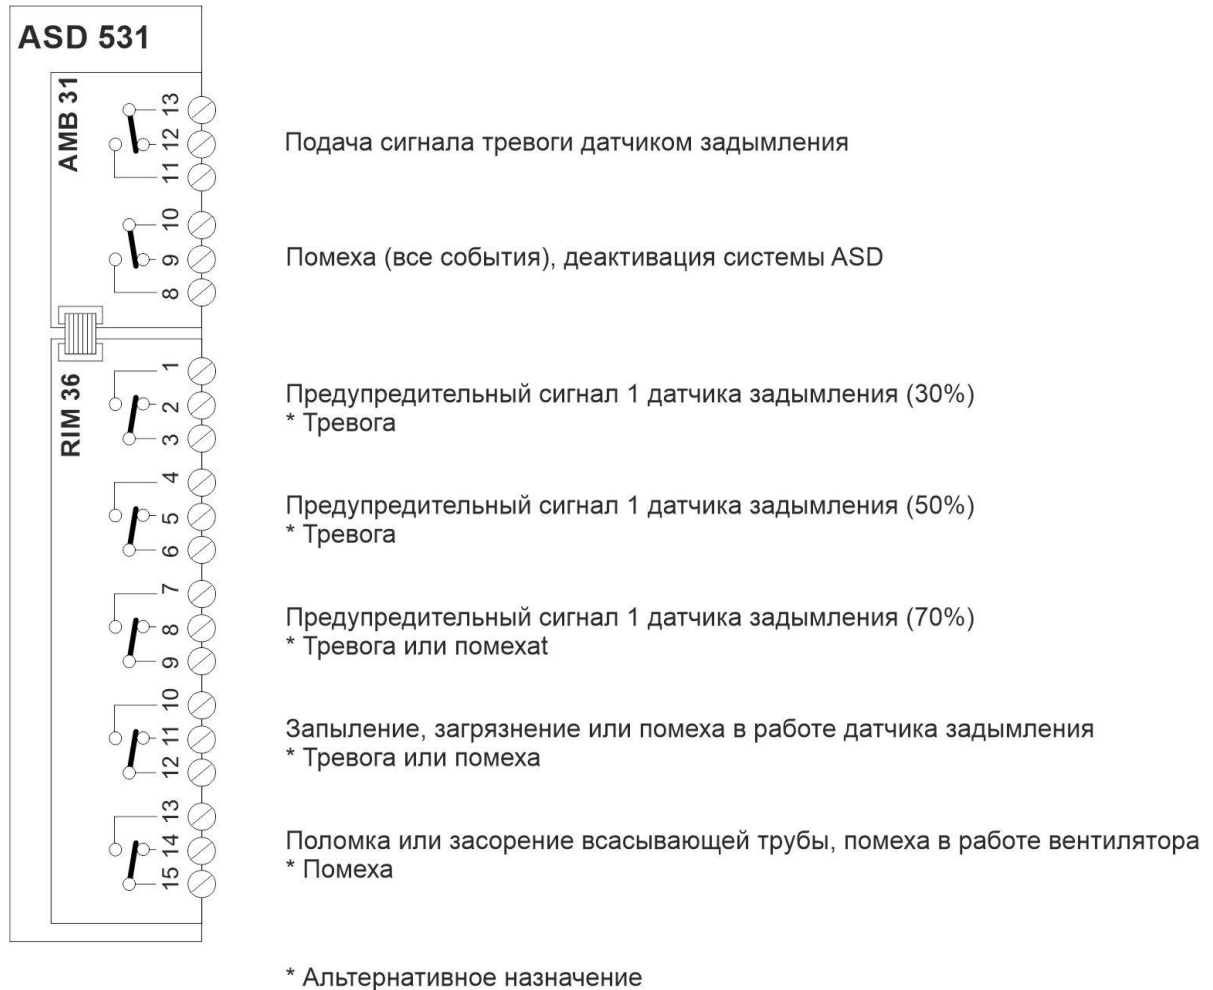 ASD 531
AMB 31
13
12
11
Подача сигнала тревоги датчиком задымления
10
9
8
Помеха (все события), деактивация системы ASD
RIM 36
1
2
3
Предупредительный сигнал 1 датчика задымления (30%)
* Тревога
4
5
6
Предупредительный сигнал 1 датчика задымления (50%)
* Тревога
7
8
9
Предупредительный сигнал 1 датчика задымления (70%)
* Тревога или помехаt
10
11
12
Запыление, загрязнение или помеха в работе датчика задымления
* Тревога или помеха
13
14
15
Поломка или засорение всасывающей трубы, помеха в работе вентилятора
* Помеха
* Альтернативное назначение